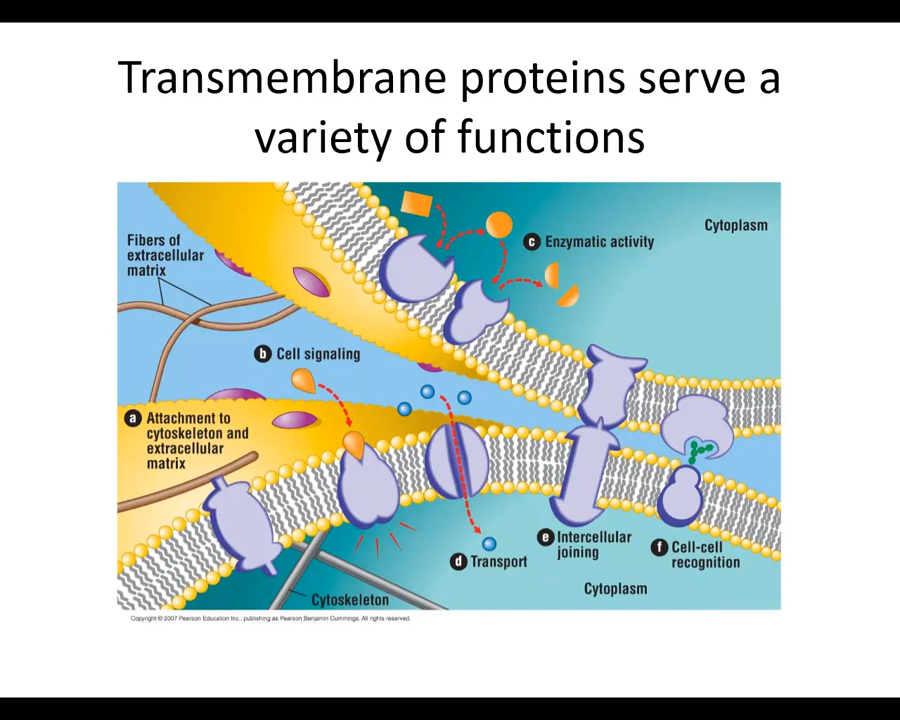 Transmembrane proteins serve a
variety of functions
Cytoplasm
Fibers of
extracellular
matrix
c Enzymatic activity
b Cell signaling
a Attachment to
cytoskeleton and
extracellular
matrix
e Intercellular
joining
f Cell-cell
recognition
d Transport
Cytoplasm
Cytoskeleton
Copyright © 2007 Pearson Education Inc., publishing as Pearson Benjamin Cummings. All rights reserved.